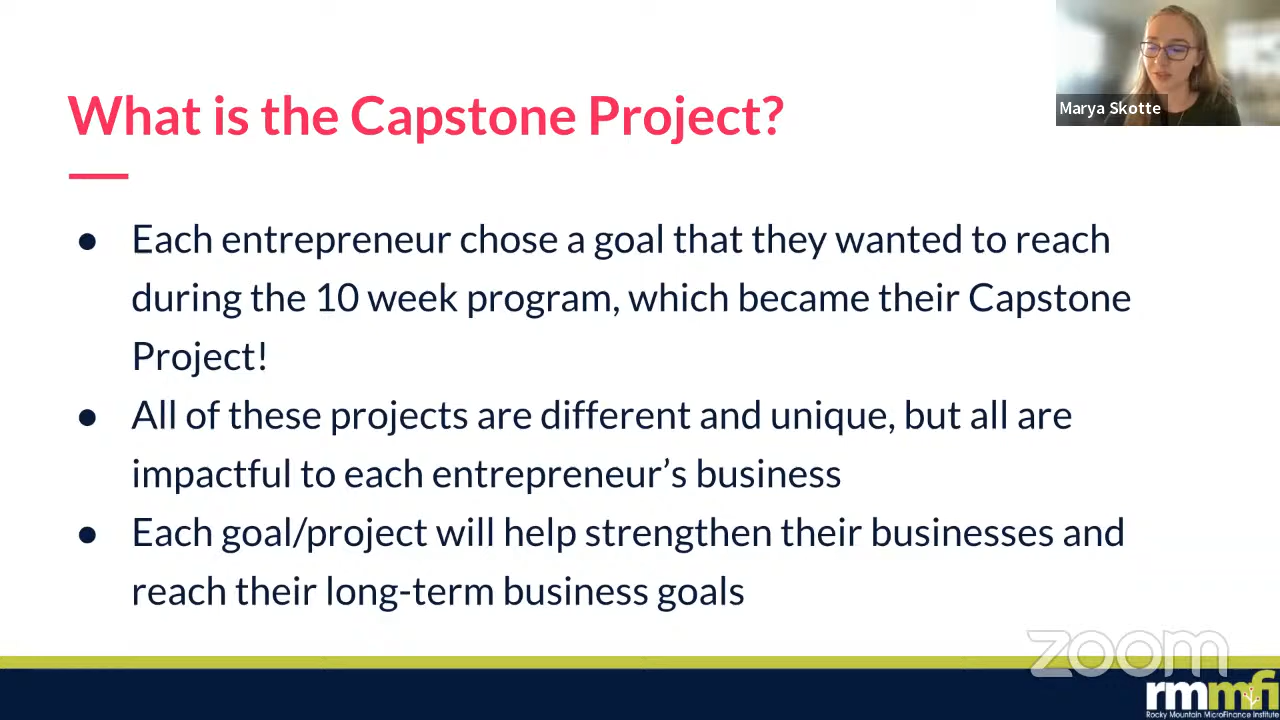 What is the Capstone Project?
Marya Skotte
● Each entrepreneur chose a goal that they wanted to reach
during the 10 week program, which became their Capstone
Project!
● All of these projects are different and unique, but all are
impactful to each entrepreneur’s business
● Each goal/project will help strengthen their businesses and
reach their long-term business goals
zoom
rmmfi
Rocky Mountain MicroFinance Institute